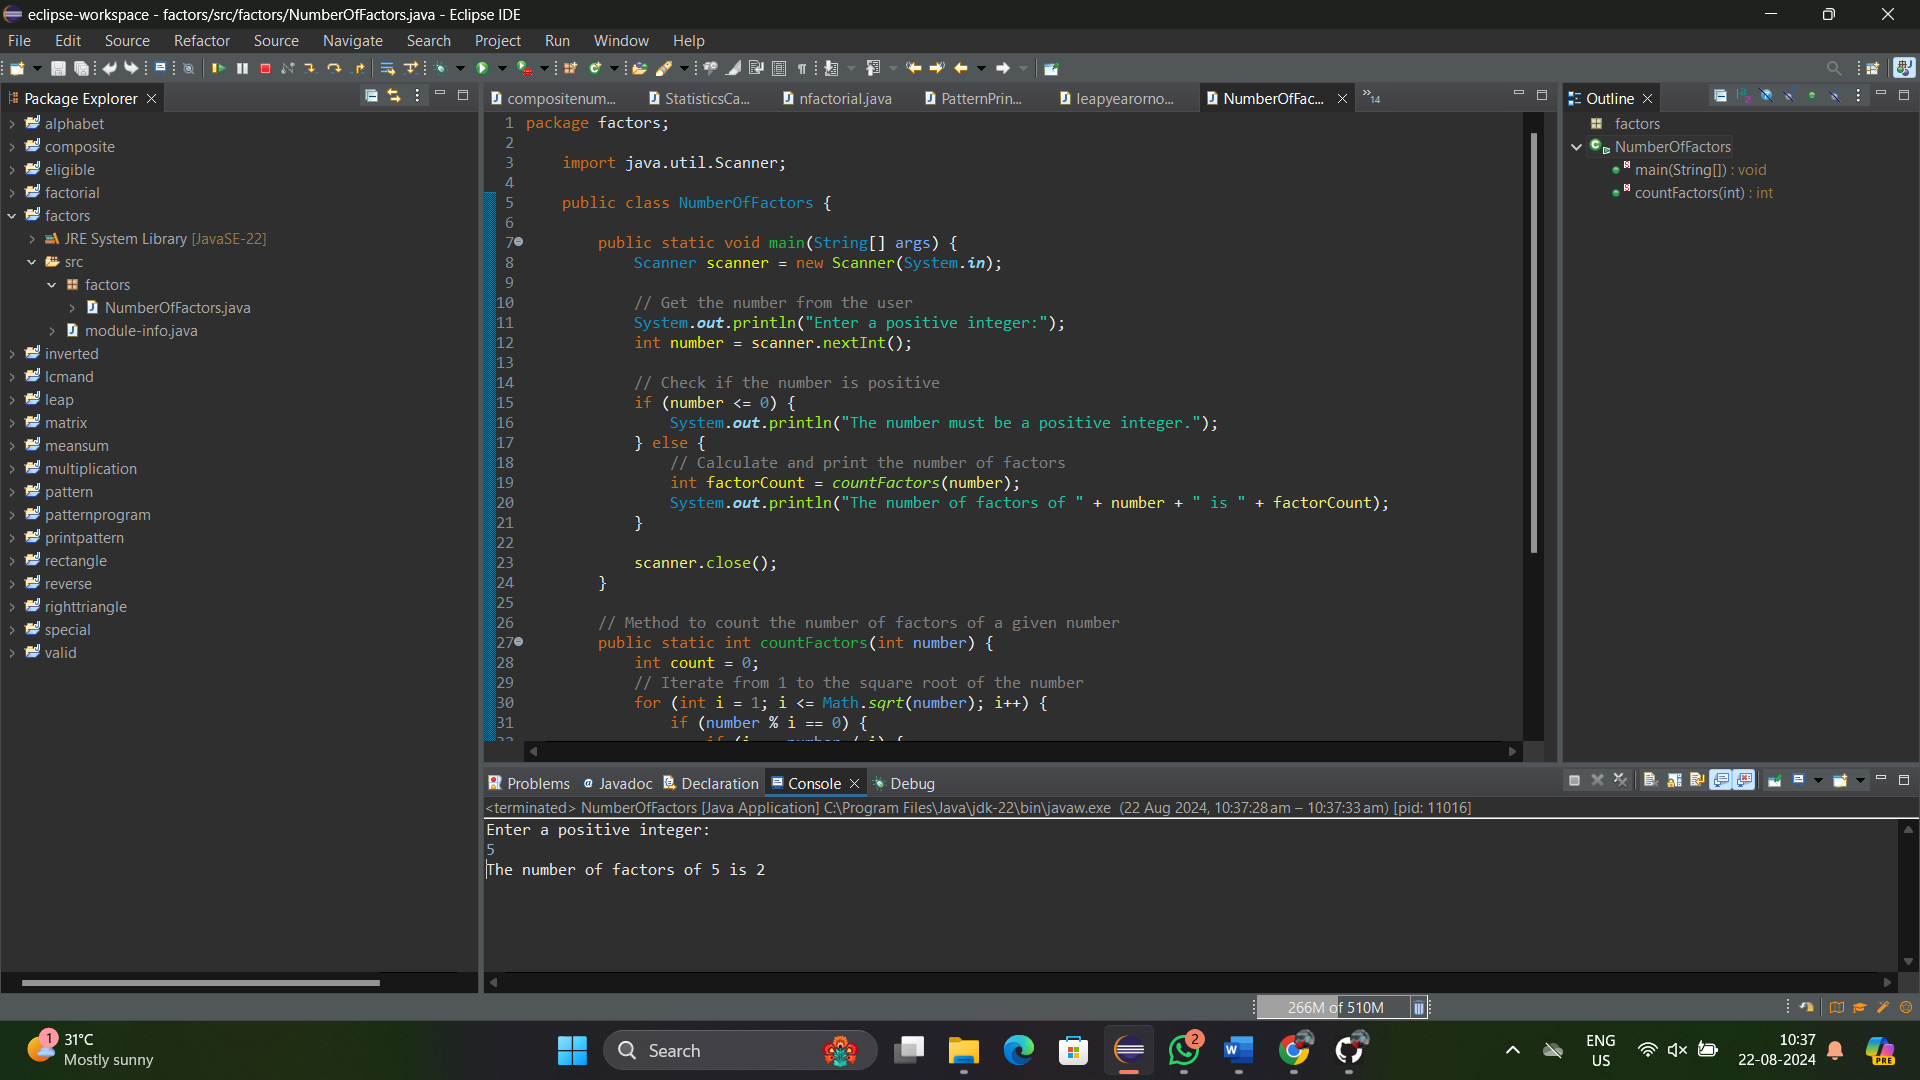 eclipse-workspace - factors/src/factors/NumberOfFactors.java - Eclipse IDE
File Edit Source Refactor Source Navigate Search Project Run Window Help
Package Explorer
alphabet
composite
eligible
factorial
factors
JRE System Library [JavaSE-22]
src
factors
NumberOfFactors.java
module-info.java
inverted
lcmand
leap
matrix
meansum
multiplication
pattern
patternprogram
printpattern
rectangle
reverse
righttriangle
special
valid
compositenum... StatisticsCa... nfactorial.java PatternPrin... leapyearorno... NumberOfFac... 14
1 package factors;
2
3 import java.util.Scanner;
4
5 public class NumberOfFactors {
6
7 public static void main(String[] args) {
8 Scanner scanner = new Scanner(System.in);
9
10 // Get the number from the user
11 System.out.println("Enter a positive integer:");
12 int number = scanner.nextInt();
13
14 // Check if the number is positive
15 if (number <= 0) {
16 System.out.println("The number must be a positive integer.");
17 } else {
18 // Calculate and print the number of factors
19 int factorCount = countFactors(number);
20 System.out.println("The number of factors of " + number + " is " + factorCount);
21 }
22
23 scanner.close();
24 }
25
26 // Method to count the number of factors of a given number
27 public static int countFactors(int number) {
28 int count = 0;
29 // Iterate from 1 to the square root of the number
30 for (int i = 1; i <= Math.sqrt(number); i++) {
31 if (number % i == 0) {
Outline
factors
NumberOfFactors
main(String[]) : void
countFactors(int) : int
Problems Javadoc Declaration Console Debug
<terminated> NumberOfFactors [Java Application] C:\Program Files\Java\jdk-22\bin\javaw.exe (22 Aug 2024, 10:37:28 am – 10:37:33 am) [pid: 11016]
Enter a positive integer:
5
The number of factors of 5 is 2
266M of 510M
1
31°C
Mostly sunny
Search
2
ENG
US
10:37
22-08-2024
PRE